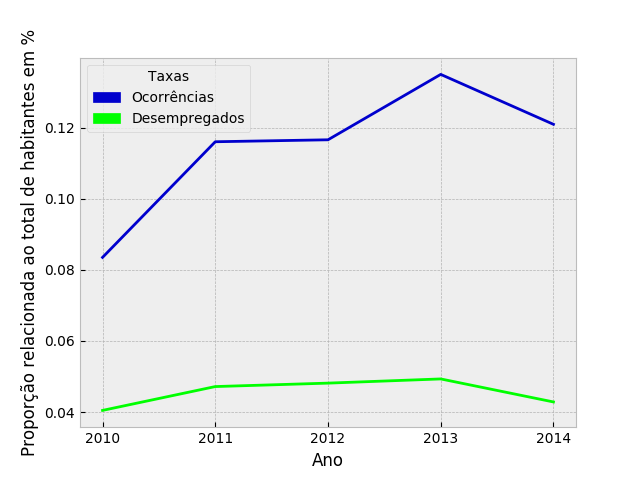 Proporção relacionada ao total de habitantes em %
Taxas
Ocorrências
Desempregados
0.12
0.10
0.08
0.06
0.04
2010 2011 2012 2013 2014
Ano